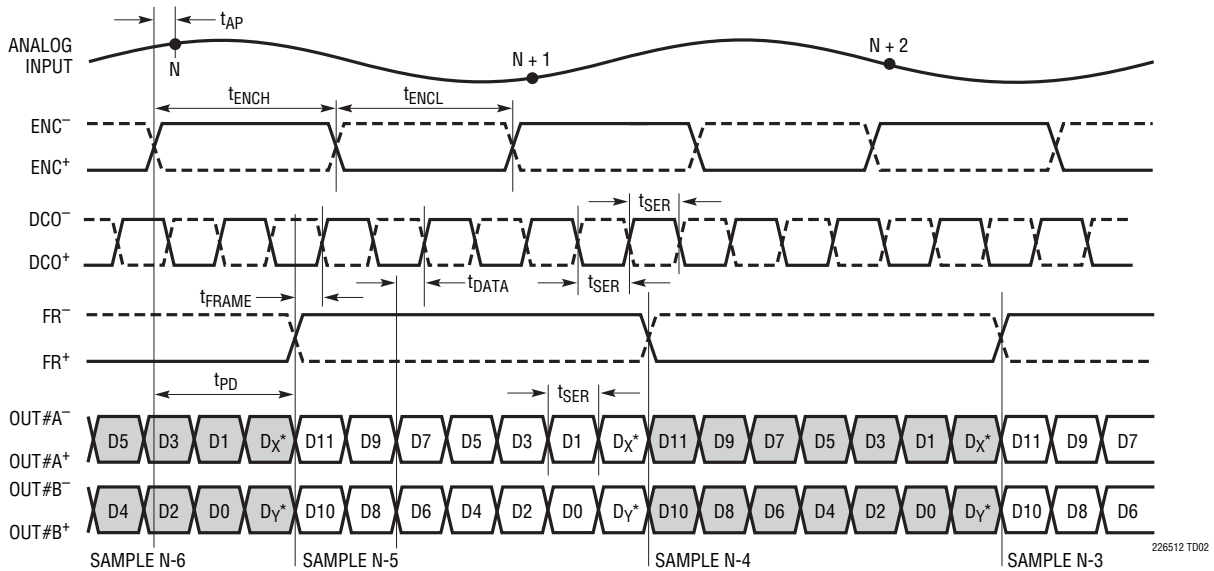 tAP
ANALOG
INPUT
N
N + 1
N + 2
tENCH
tENCL
ENC–
ENC+
DCO–
DCO+
tSER
tFRAME
tDATA
tSER
FR–
FR+
tPD
tSER
OUT#A–
D5 D3 D1 DX* D11 D9 D7 D5 D3 D1 DX* D11 D9 D7 D5 D3 D1 DX* D11 D9 D7
OUT#A+
OUT#B–
D4 D2 D0 DY* D10 D8 D6 D4 D2 D0 DY* D10 D8 D6 D4 D2 D0 DY* D10 D8 D6
OUT#B+
SAMPLE N-6 SAMPLE N-5 SAMPLE N-4 SAMPLE N-3
226512 TD02